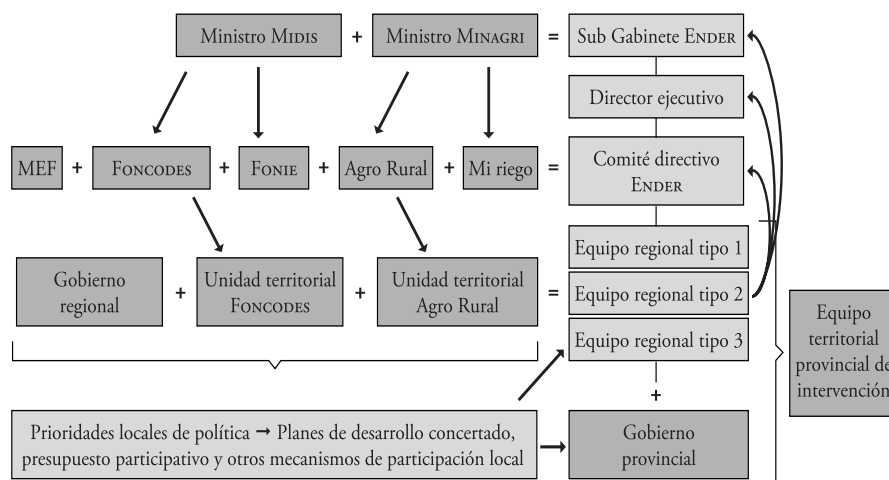 Ministro MIDIS + Ministro MINAGRI = Sub Gabinete ENDER
Director ejecutivo
MEF + FONCODES + FONIE + Agro Rural + Mi riego = Comité directivo
ENDER
Equipo regional tipo 1
Gobierno
regional
+
Unidad territorial
FONCODES
+
Unidad territorial
Agro Rural
=
Equipo regional tipo 2
Equipo regional tipo 3
Equipo
territorial
provincial de
intervención
+
Prioridades locales de política → Planes de desarrollo concertado,
presupuesto participativo y otros mecanismos de participación local
Gobierno
provincial